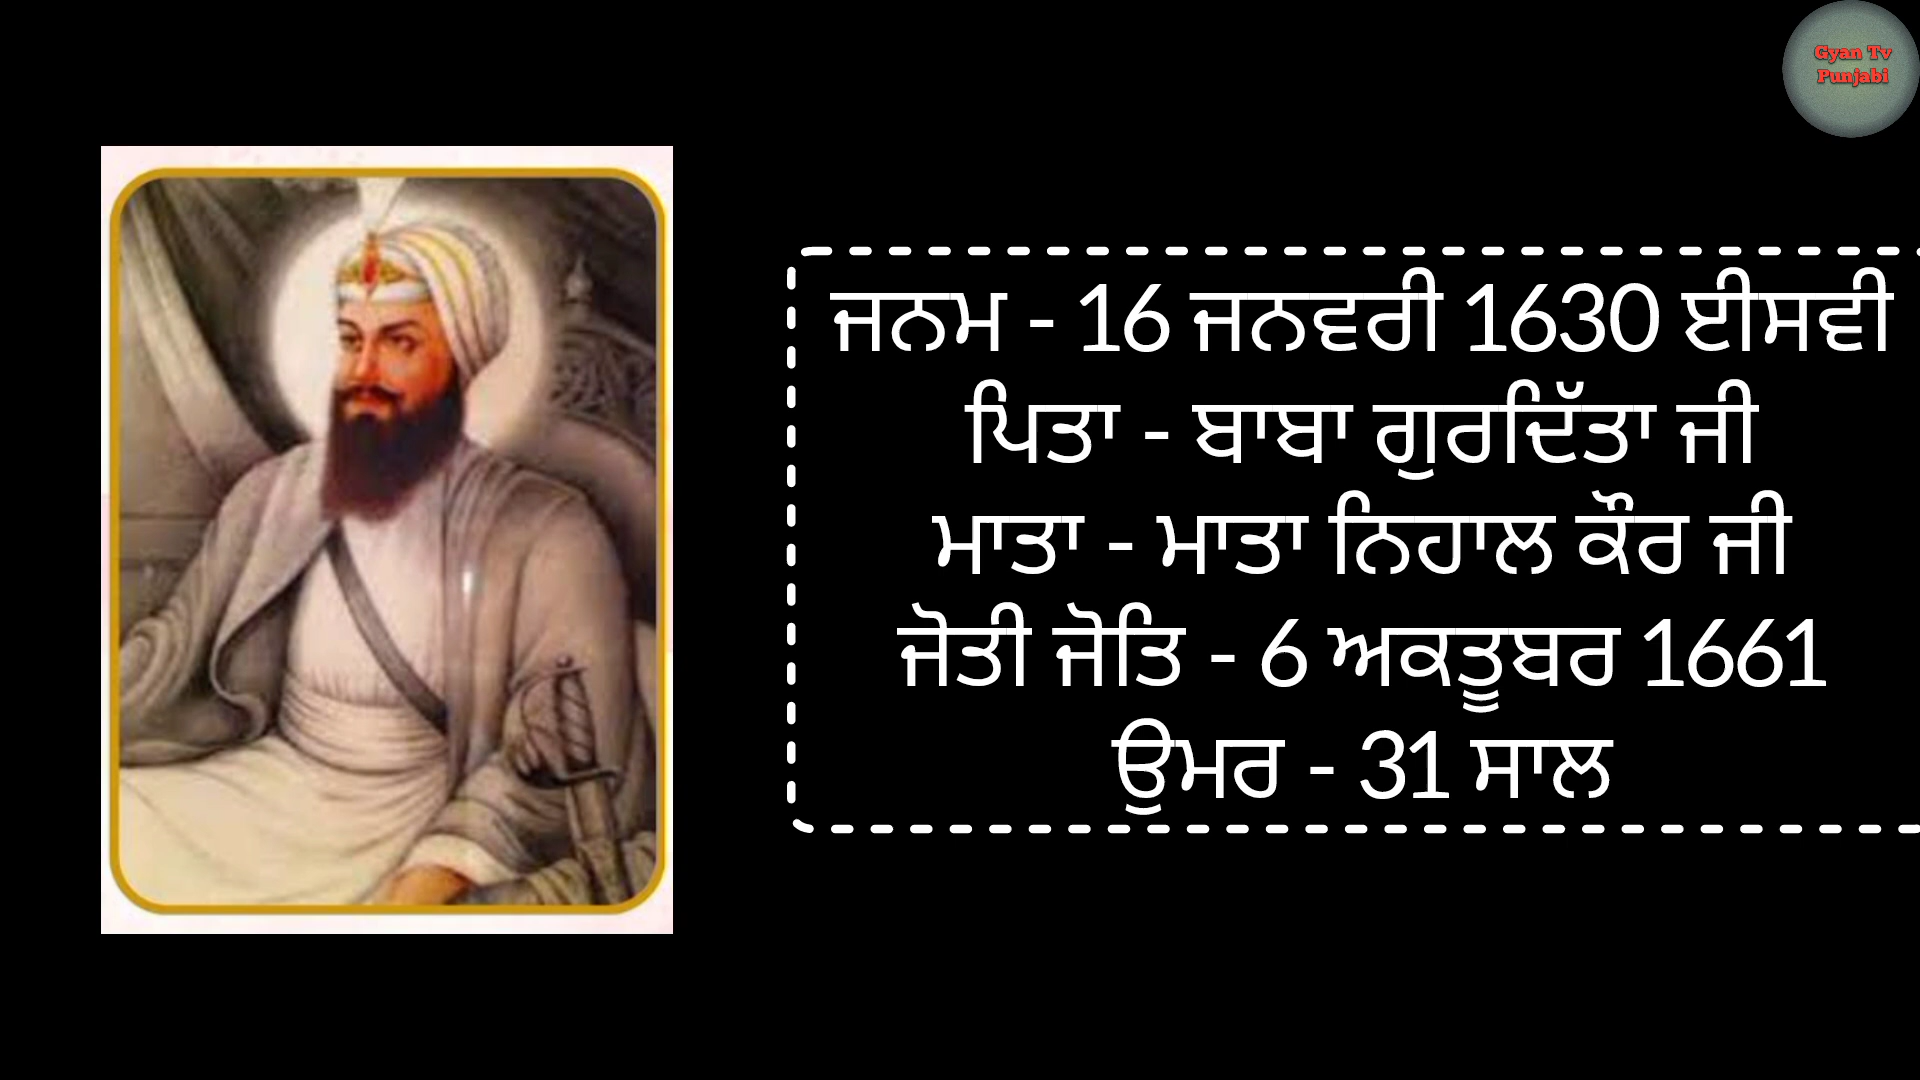 Gyan Tv
Punjabi
ਜਨਮ - 16 ਜਨਵਰੀ 1630 ਈਸਵੀ
ਪਿਤਾ - ਬਾਬਾ ਗੁਰਦਿੱਤਾ ਜੀ
ਮਾਤਾ - ਮਾਤਾ ਨਿਹਾਲ ਕੌਰ ਜੀ
ਜੋਤੀ ਜੋਤਿ - 6 ਅਕਤੂਬਰ 1661
ਉਮਰ - 31 ਸਾਲ